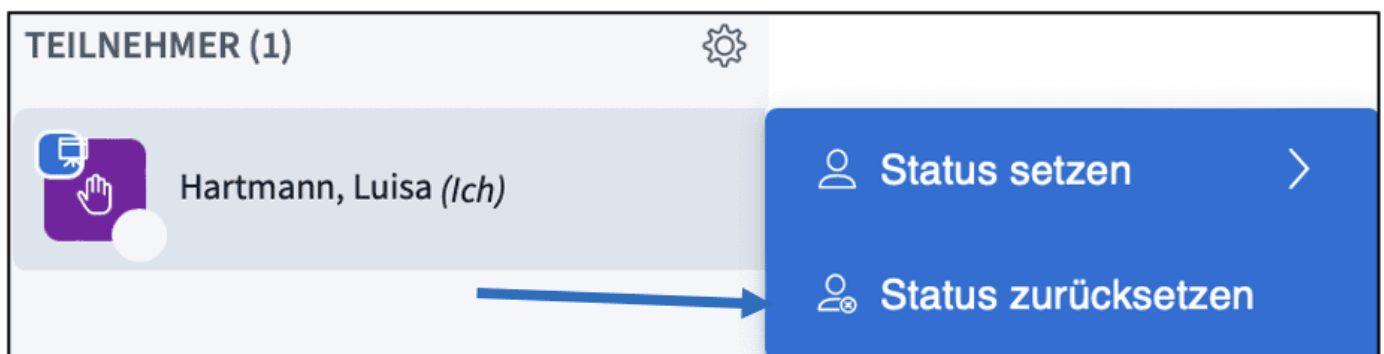 TEILNEHMER (1)
Hartmann, Luisa (Ich)
Status setzen
Status zurücksetzen